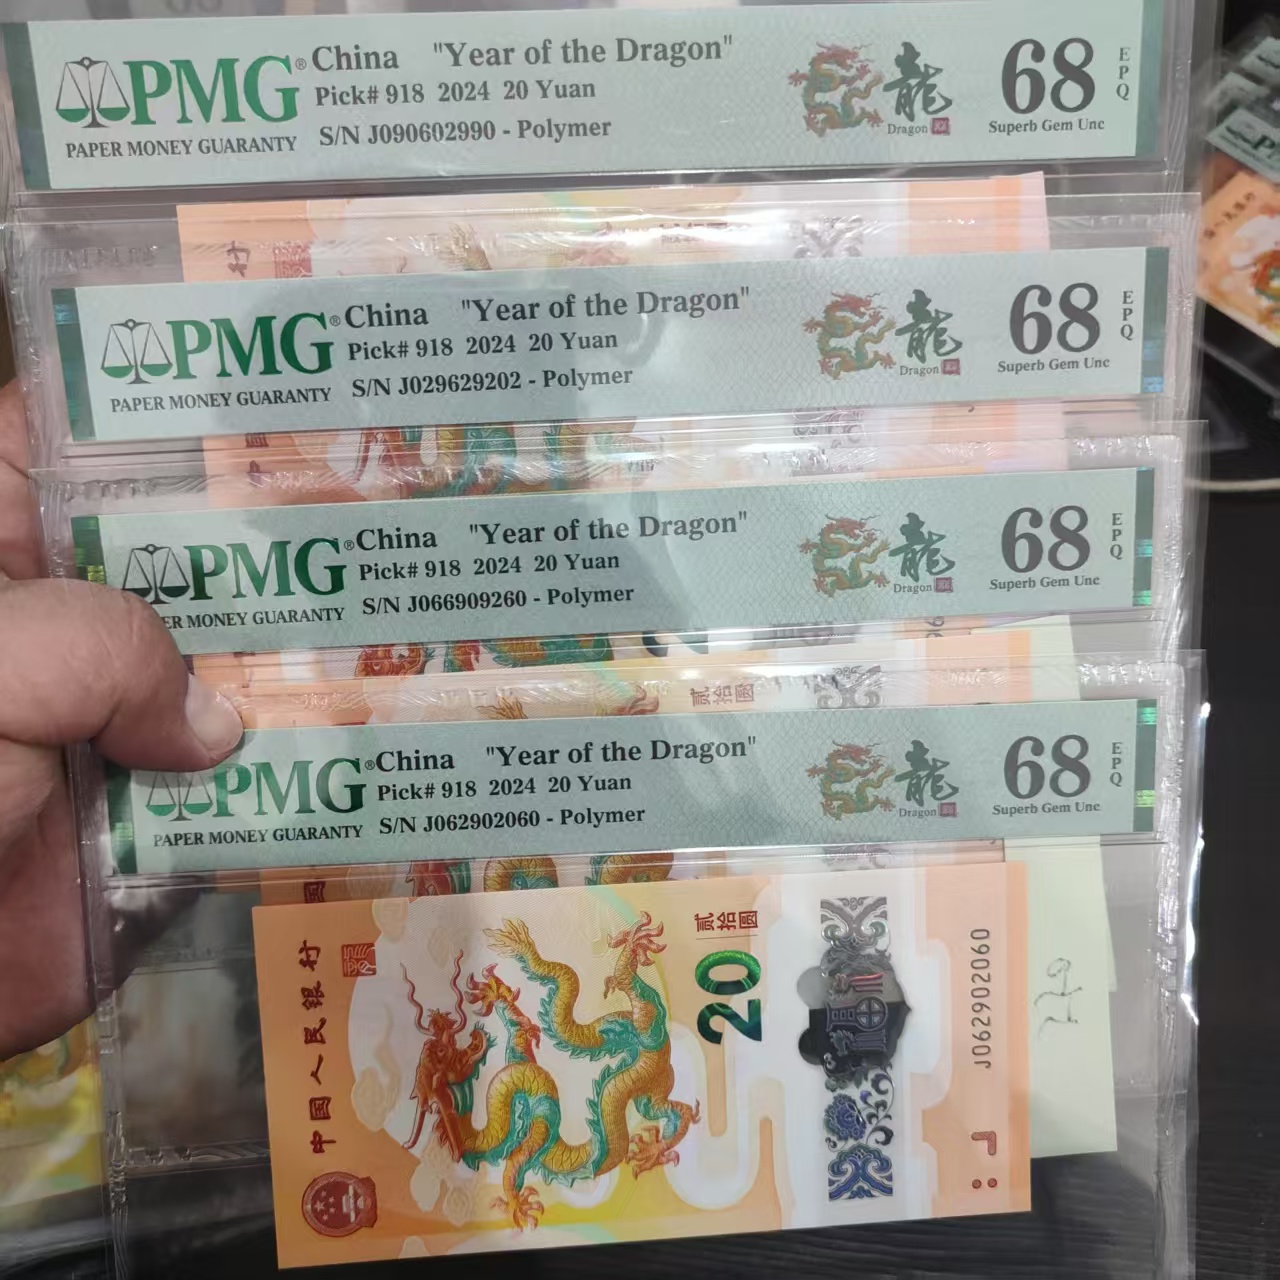 PMG®
PAPER MONEY GUARANTY
China "Year of the Dragon"
Pick# 918 2024 20 Yuan
S/N J090602990 - Polymer
龍
Dragon
68
EPQ
Superb Gem Unc
PMG®
PAPER MONEY GUARANTY
China "Year of the Dragon"
Pick# 918 2024 20 Yuan
S/N J029629202 - Polymer
龍
Dragon
68
EPQ
Superb Gem Unc
PMG®
ER MONEY GUARANTY
China "Year of the Dragon"
Pick# 918 2024 20 Yuan
S/N J066909260 - Polymer
龍
Dragon
68
EPQ
Superb Gem Unc
贰拾圆
PMG®
PAPER MONEY GUARANTY
China "Year of the Dragon"
Pick# 918 2024 20 Yuan
S/N J062902060 - Polymer
龍
Dragon
68
EPQ
Superb Gem Unc
中国人民银行
贰拾圆
20
J062902060